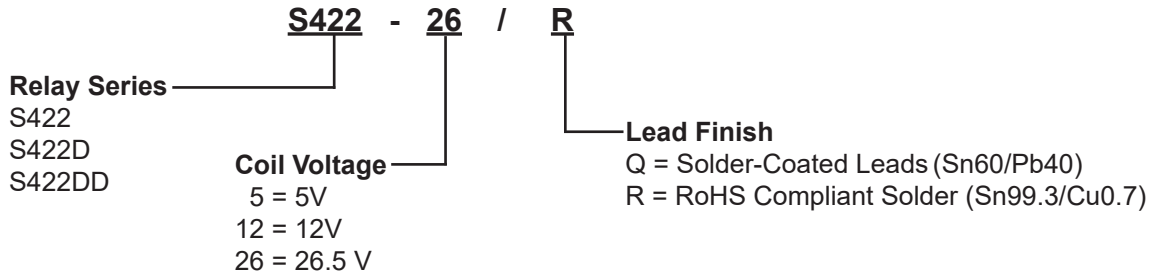 S422 - 26 / R
Relay Series
S422
S422D
S422DD
Coil Voltage
5 = 5V
12 = 12V
26 = 26.5 V
Lead Finish
Q = Solder-Coated Leads (Sn60/Pb40)
R = RoHS Compliant Solder (Sn99.3/Cu0.7)